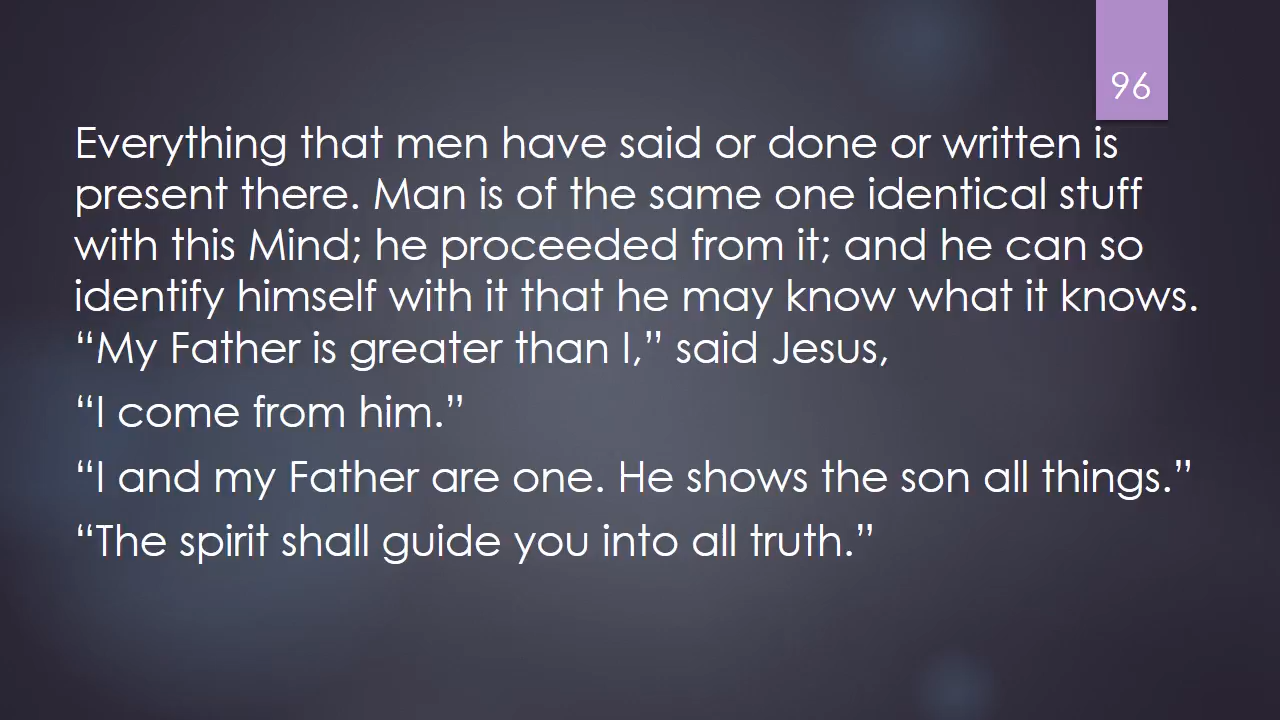 96
Everything that men have said or done or written is
present there. Man is of the same one identical stuff
with this Mind; he proceeded from it; and he can so
identify himself with it that he may know what it knows.
“My Father is greater than I,” said Jesus,
“I come from him.”
“I and my Father are one. He shows the son all things.”
“The spirit shall guide you into all truth.”